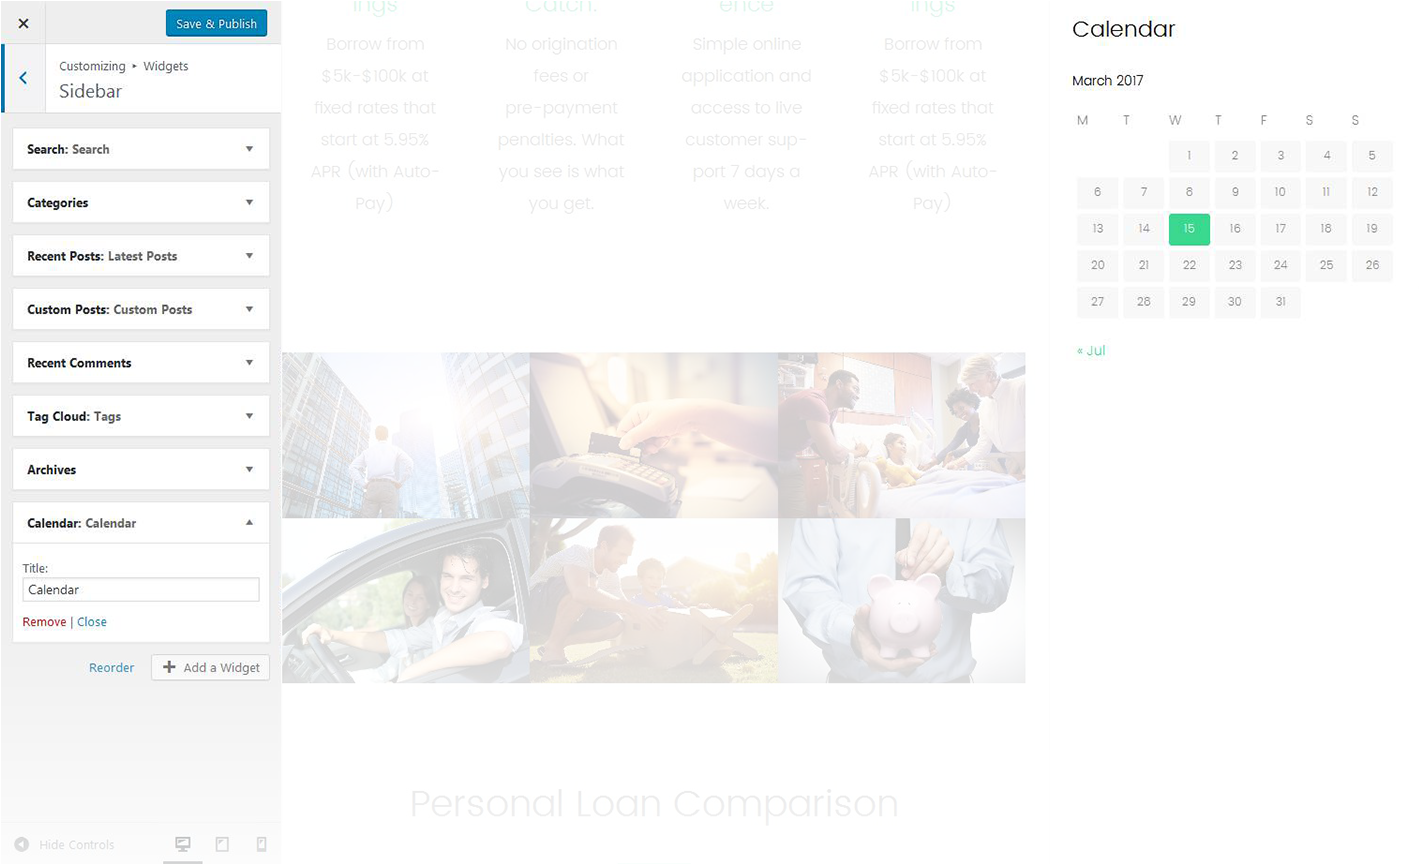 Save & Publish
Customizing ▸ Widgets
Sidebar
Search: Search
Categories
Recent Posts: Latest Posts
Custom Posts: Custom Posts
Recent Comments
Tag Cloud: Tags
Archives
Calendar: Calendar
Title:
Calendar
Remove | Close
Reorder
Add a Widget
Hide Controls
ings
Borrow from
$5k-$100k at
fixed rates that
start at 5.95%
APR (with Auto-
Pay)
Catch.
No origination
fees or
pre-payment
penalties. What
you see is what
you get.
ence
Simple online
application and
access to live
customer sup-
port 7 days a
week.
ings
Borrow from
$5k-$100k at
fixed rates that
start at 5.95%
APR (with Auto-
Pay)
Personal Loan Comparison
Calendar
March 2017
M T W T F S S
1 2 3 4 5
6 7 8 9 10 11 12
13 14 15 16 17 18 19
20 21 22 23 24 25 26
27 28 29 30 31
« Jul